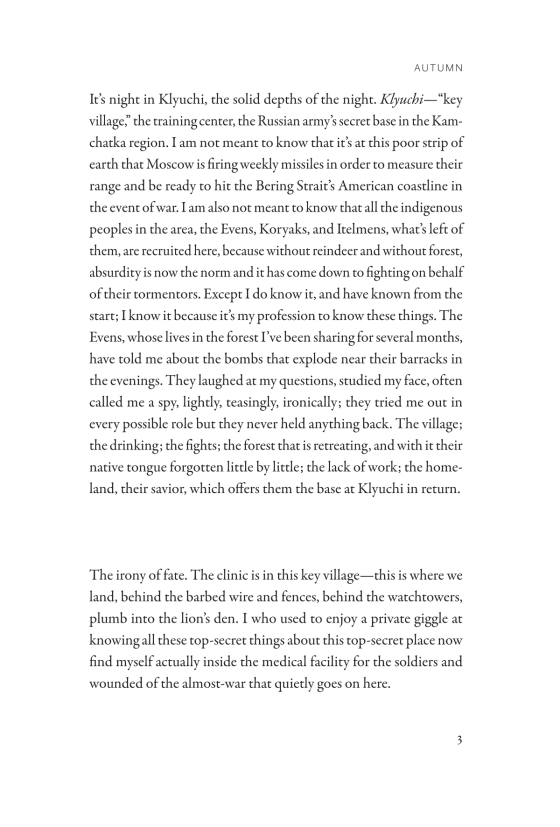 AUTUMN
It’s night in Klyuchi, the solid depths of the night. Klyuchi—“key
village,” the training center, the Russian army’s secret base in the Kam-
chatka region. I am not meant to know that it’s at this poor strip of
earth that Moscow is firing weekly missiles in order to measure their
range and be ready to hit the Bering Strait’s American coastline in
the event of war. I am also not meant to know that all the indigenous
peoples in the area, the Evens, Koryaks, and Itelmens, what’s left of
them, are recruited here, because without reindeer and without forest,
absurdity is now the norm and it has come down to fighting on behalf
of their tormentors. Except I do know it, and have known from the
start; I know it because it’s my profession to know these things. The
Evens, whose lives in the forest I’ve been sharing for several months,
have told me about the bombs that explode near their barracks in
the evenings. They laughed at my questions, studied my face, often
called me a spy, lightly, teasingly, ironically; they tried me out in
every possible role but they never held anything back. The village;
the drinking; the fights; the forest that is retreating, and with it their
native tongue forgotten little by little; the lack of work; the home-
land, their savior, which offers them the base at Klyuchi in return.
The irony of fate. The clinic is in this key village—this is where we
land, behind the barbed wire and fences, behind the watchtowers,
plumb into the lion’s den. I who used to enjoy a private giggle at
knowing all these top-secret things about this top-secret place now
find myself actually inside the medical facility for the soldiers and
wounded of the almost-war that quietly goes on here.
3